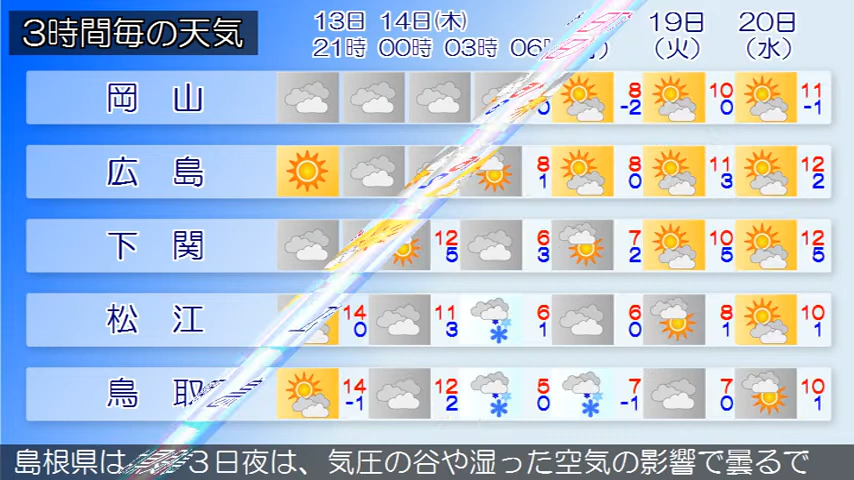 3時間毎の天気
13日 14日(木) 19日 20日
21時 00時 03時 (火) (水)
岡山 8 -2 10 0 11 -1
広島 8 1 8 0 11 3 12 2
下関 12 5 6 3 7 2 10 5 12 5
松江 14 0 11 3 6 1 6 0 8 1 10 1
鳥取 14 -1 12 2 5 0 7 -1 7 0 10 1
島根県は 3日夜は、気圧の谷や湿った空気の影響で曇るで